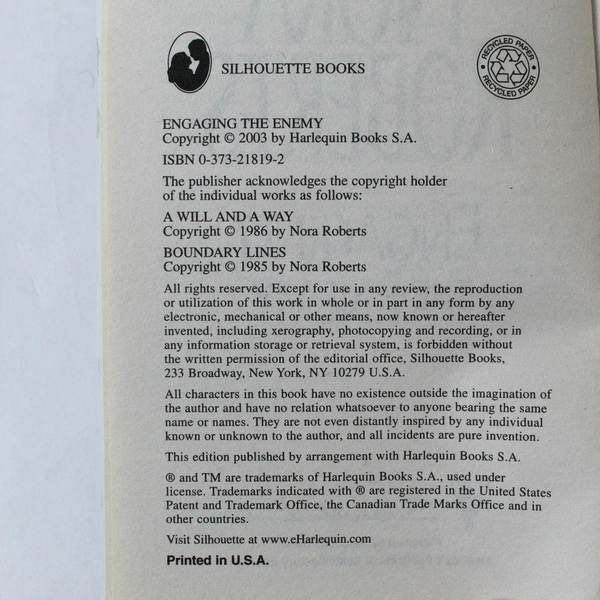 SILHOUETTE BOOKS
RECYCLED PAPER
RECYCLED PAPER
ENGAGING THE ENEMY
Copyright © 2003 by Harlequin Books S.A.
ISBN 0-373-21819-2
The publisher acknowledges the copyright holder
of the individual works as follows:
A WILL AND A WAY
Copyright © 1986 by Nora Roberts
BOUNDARY LINES
Copyright © 1985 by Nora Roberts
All rights reserved. Except for use in any review, the reproduction
or utilization of this work in whole or in part in any form by any
electronic, mechanical or other means, now known or hereafter
invented, including xerography, photocopying and recording, or in
any information storage or retrieval system, is forbidden without
the written permission of the editorial office, Silhouette Books,
233 Broadway, New York, NY 10279 U.S.A.
All characters in this book have no existence outside the imagination of
the author and have no relation whatsoever to anyone bearing the same
name or names. They are not even distantly inspired by any individual
known or unknown to the author, and all incidents are pure invention.
This edition published by arrangement with Harlequin Books S.A.
® and TM are trademarks of Harlequin Books S.A., used under
license. Trademarks indicated with ® are registered in the United States
Patent and Trademark Office, the Canadian Trade Marks Office and in
other countries.
Visit Silhouette at www.eHarlequin.com
Printed in U.S.A.